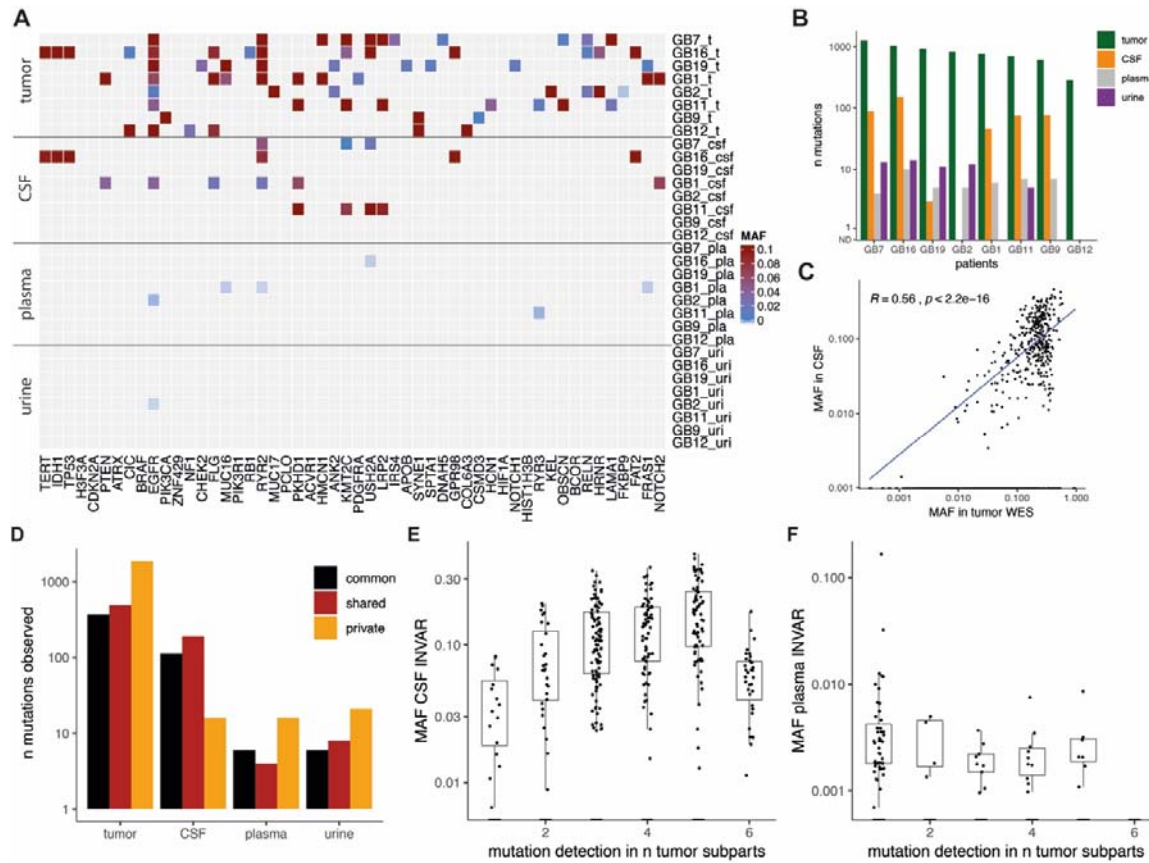 A
tumor
CSF
plasma
urine
GB7_t
GB16_t
GB19_t
GB1_t
GB2_t
GB11_t
GB9_t
GB12_t
GB7_csf
GB16_csf
GB19_csf
GB1_csf
GB2_csf
GB11_csf
GB9_csf
GB12_csf
GB7_pla
GB16_pla
GB19_pla
GB1_pla
GB2_pla
GB11_pla
GB9_pla
GB12_pla
GB7_uri
GB16_uri
GB19_uri
GB1_uri
GB2_uri
GB11_uri
GB9_uri
GB12_uri
TERT
IDH1
TP53
H3F3A
CDKN2A
PTEN
ATRX
CIC
BRAF
EGFR
PIK3CA
ZNF429
NF1
CHEK2
FLG
MUC16
PIK3R1
RB1
RYR2
MUC17
PCLO
PKHD1
ACVR1
HMCN1
ANK2
KMT2C
PDGFRA
USH2A
LRP2
IRS4
APOB
SYNE1
SPTA1
COL6A3
GPR98
CSMD3
HCN1
HIF1A
NOTCH1
HIST1H3B
RYR3
KEL
DNAH5
OBSCN
BCOR
RELN
HRNR
LAMA1
FKBP9
FAT2
FRAS1
NOTCH2
MAF
0.1
0.08
0.06
0.04
0.02
0
B
n mutations
1000
100
10
1
ND
GB7 GB16 GB19 GB2 GB1 GB11 GB9 GB12
patients
tumor
CSF
plasma
urine
C
R = 0.56 , p < 2.2e−16
MAF in CSF
0.100
0.010
0.001
0.001 0.010 0.100 1.000
MAF in tumor WES
D
n mutations observed
1000
100
10
1
tumor CSF plasma urine
common
shared
private
E
MAF CSF INVAR
0.30
0.10
0.03
0.01
2 4 6
mutation detection in n tumor subparts
F
MAF plasma INVAR
0.100
0.010
0.001
2 4 6
mutation detection in n tumor subparts